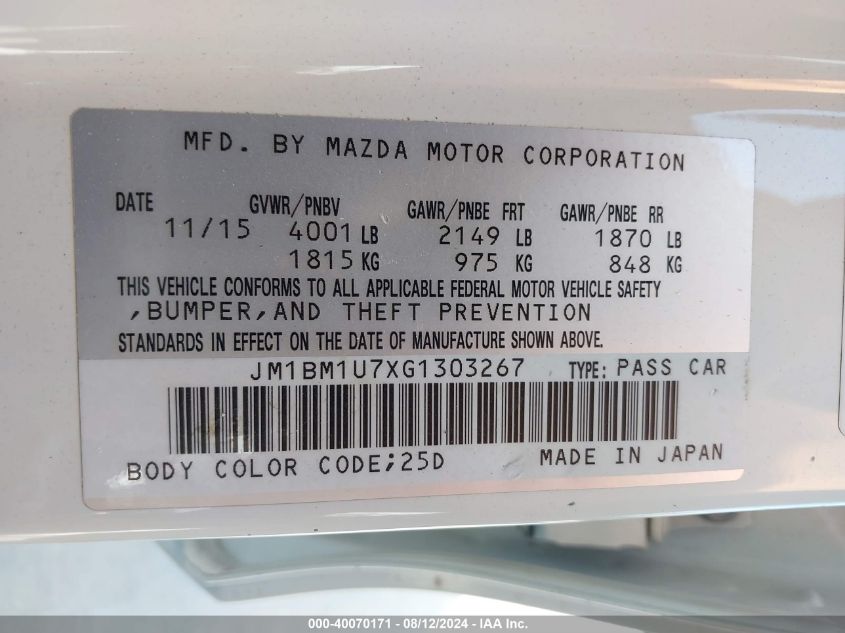 MFD. BY MAZDA MOTOR CORPORATION
DATE GVWR/PNBV GAWR/PNBE FRT GAWR/PNBE RR
11/15 4001 LB 2149 LB 1870 LB
1815 KG 975 KG 848 KG
THIS VEHICLE CONFORMS TO ALL APPLICABLE FEDERAL MOTOR VEHICLE SAFETY
,BUMPER,AND THEFT PREVENTION
STANDARDS IN EFFECT ON THE DATE OF MANUFACTURE SHOWN ABOVE.
JM1BM1U7XG1303267 TYPE: PASS CAR
BODY COLOR CODE;25D MADE IN JAPAN
000-40070171 - 08/12/2024 - IAA Inc.